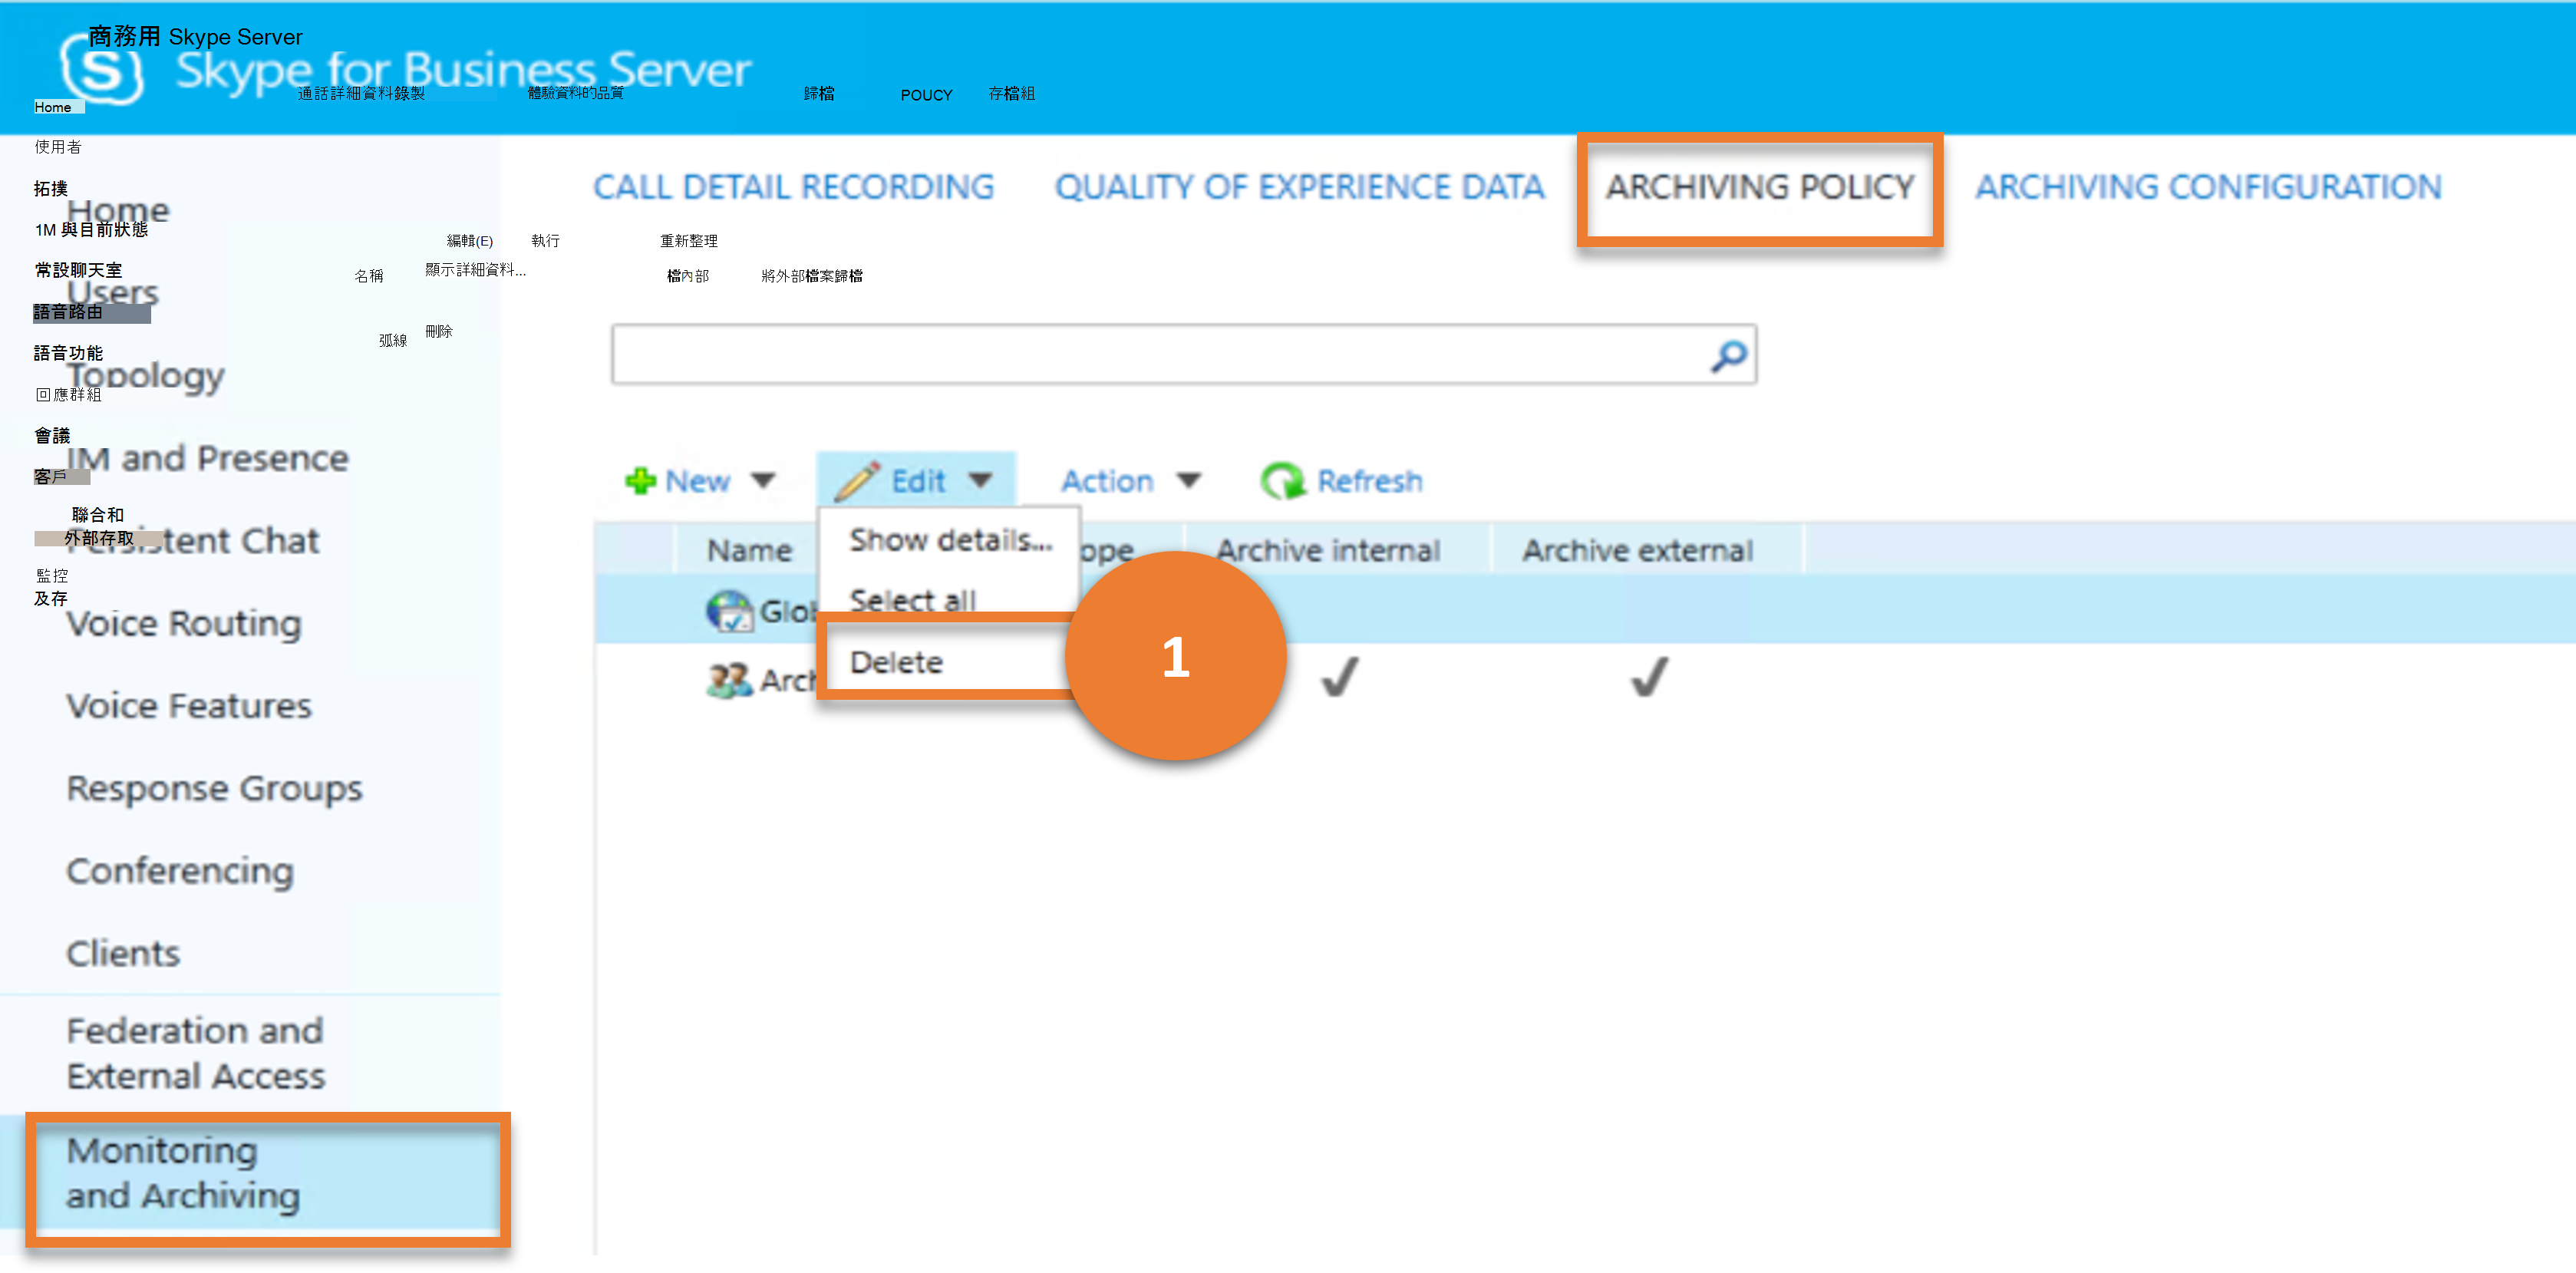 商務用 Skype Server
Skype for Business Server
Home
通話詳細資料錄製
體驗資料的品質
歸檔
POUCY
存檔組
使用者
拓撲
1M 與目前狀態
常設聊天室
語音路由
語音功能
回應群組
會議
客戶
聯合和
外部存取
監控
及存
編輯(E)
執行
重新整理
名稱
顯示詳細資料...
檔內部
將外部檔案歸檔
弧線
刪除
CALL DETAIL RECORDING
QUALITY OF EXPERIENCE DATA
ARCHIVING POLICY
ARCHIVING CONFIGURATION
Home
Users
Topology
IM and Presence
Persistent Chat
Voice Routing
Voice Features
Response Groups
Conferencing
Clients
Federation and
External Access
Monitoring
and Archiving
New
Edit
Action
Refresh
Show details...
Select all
Delete
Name
ope
Archive internal
Archive external
Glob
Arch
1